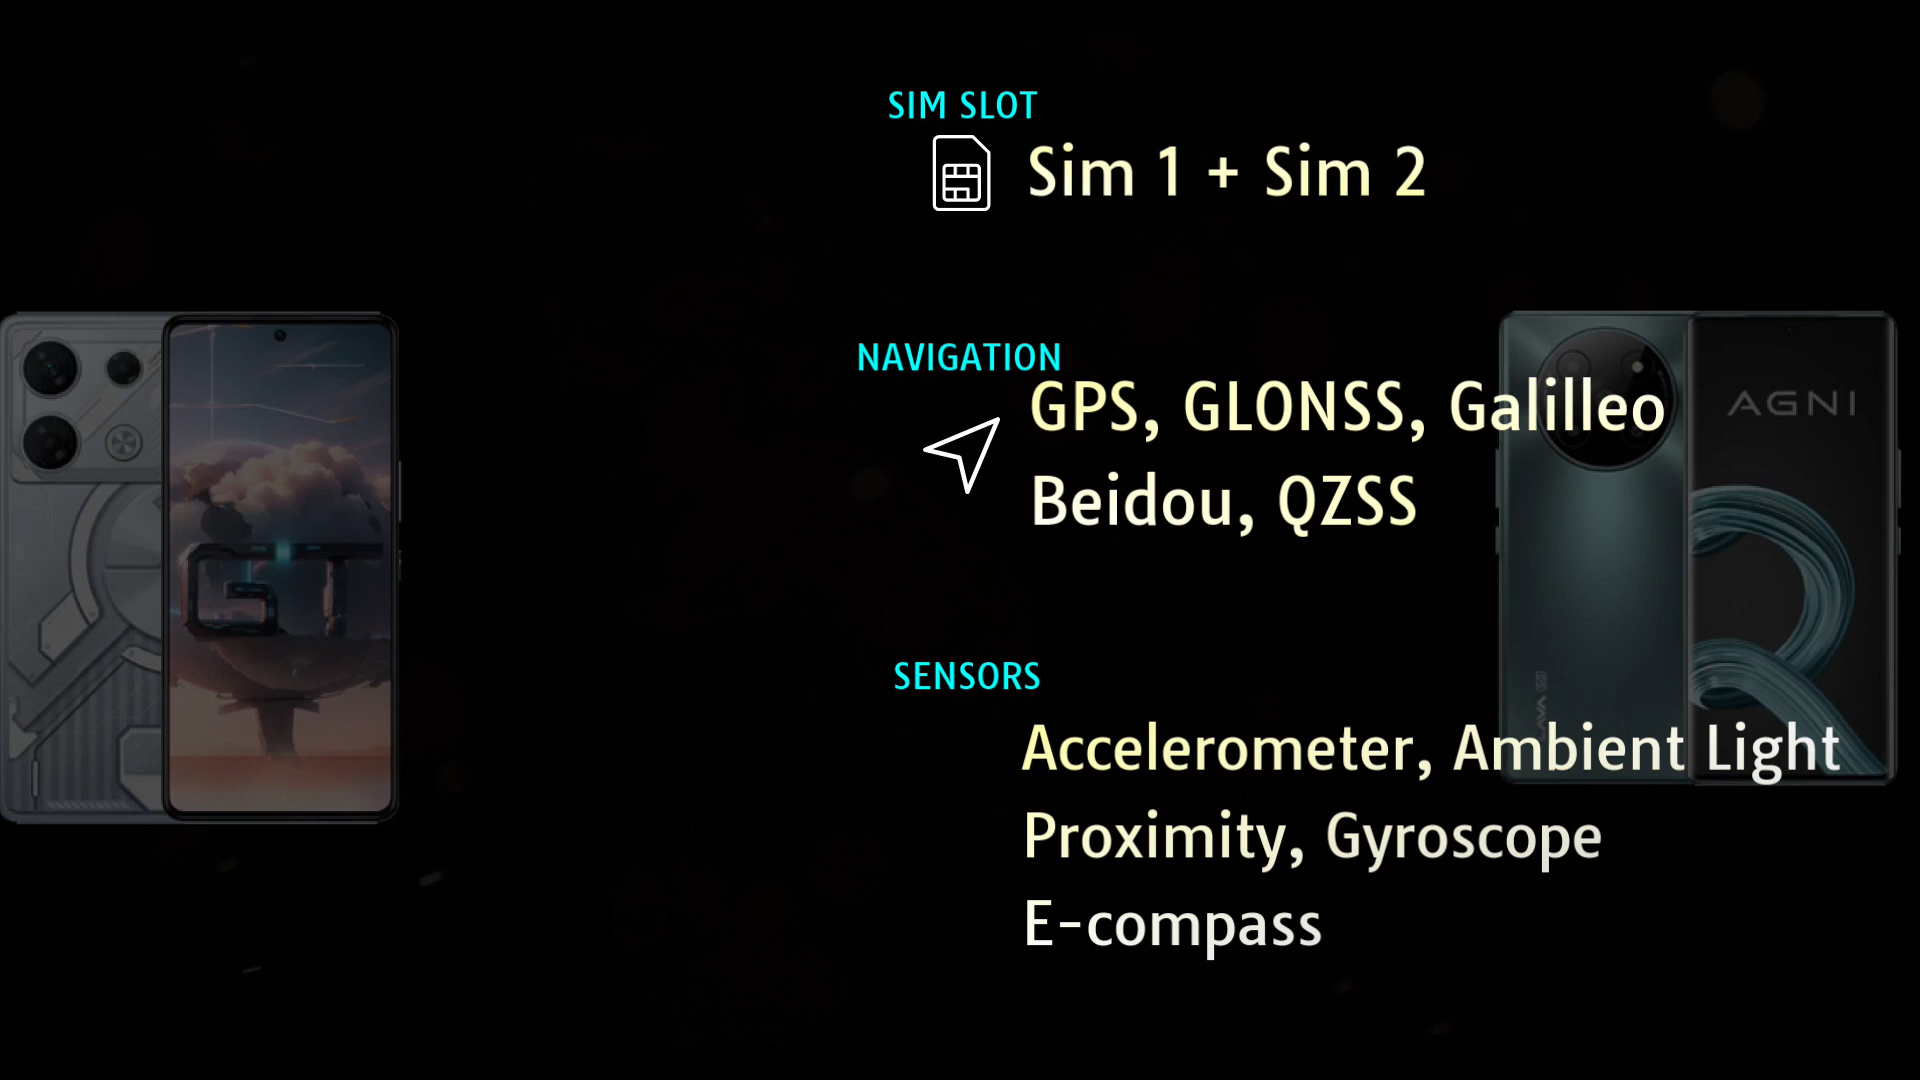 SIM SLOT
Sim 1 + Sim 2
NAVIGATION
GPS, GLONSS, Galilleo
Beidou, QZSS
AGNI
GT
SENSORS
Accelerometer, Ambient Light
Proximity, Gyroscope
E-compass